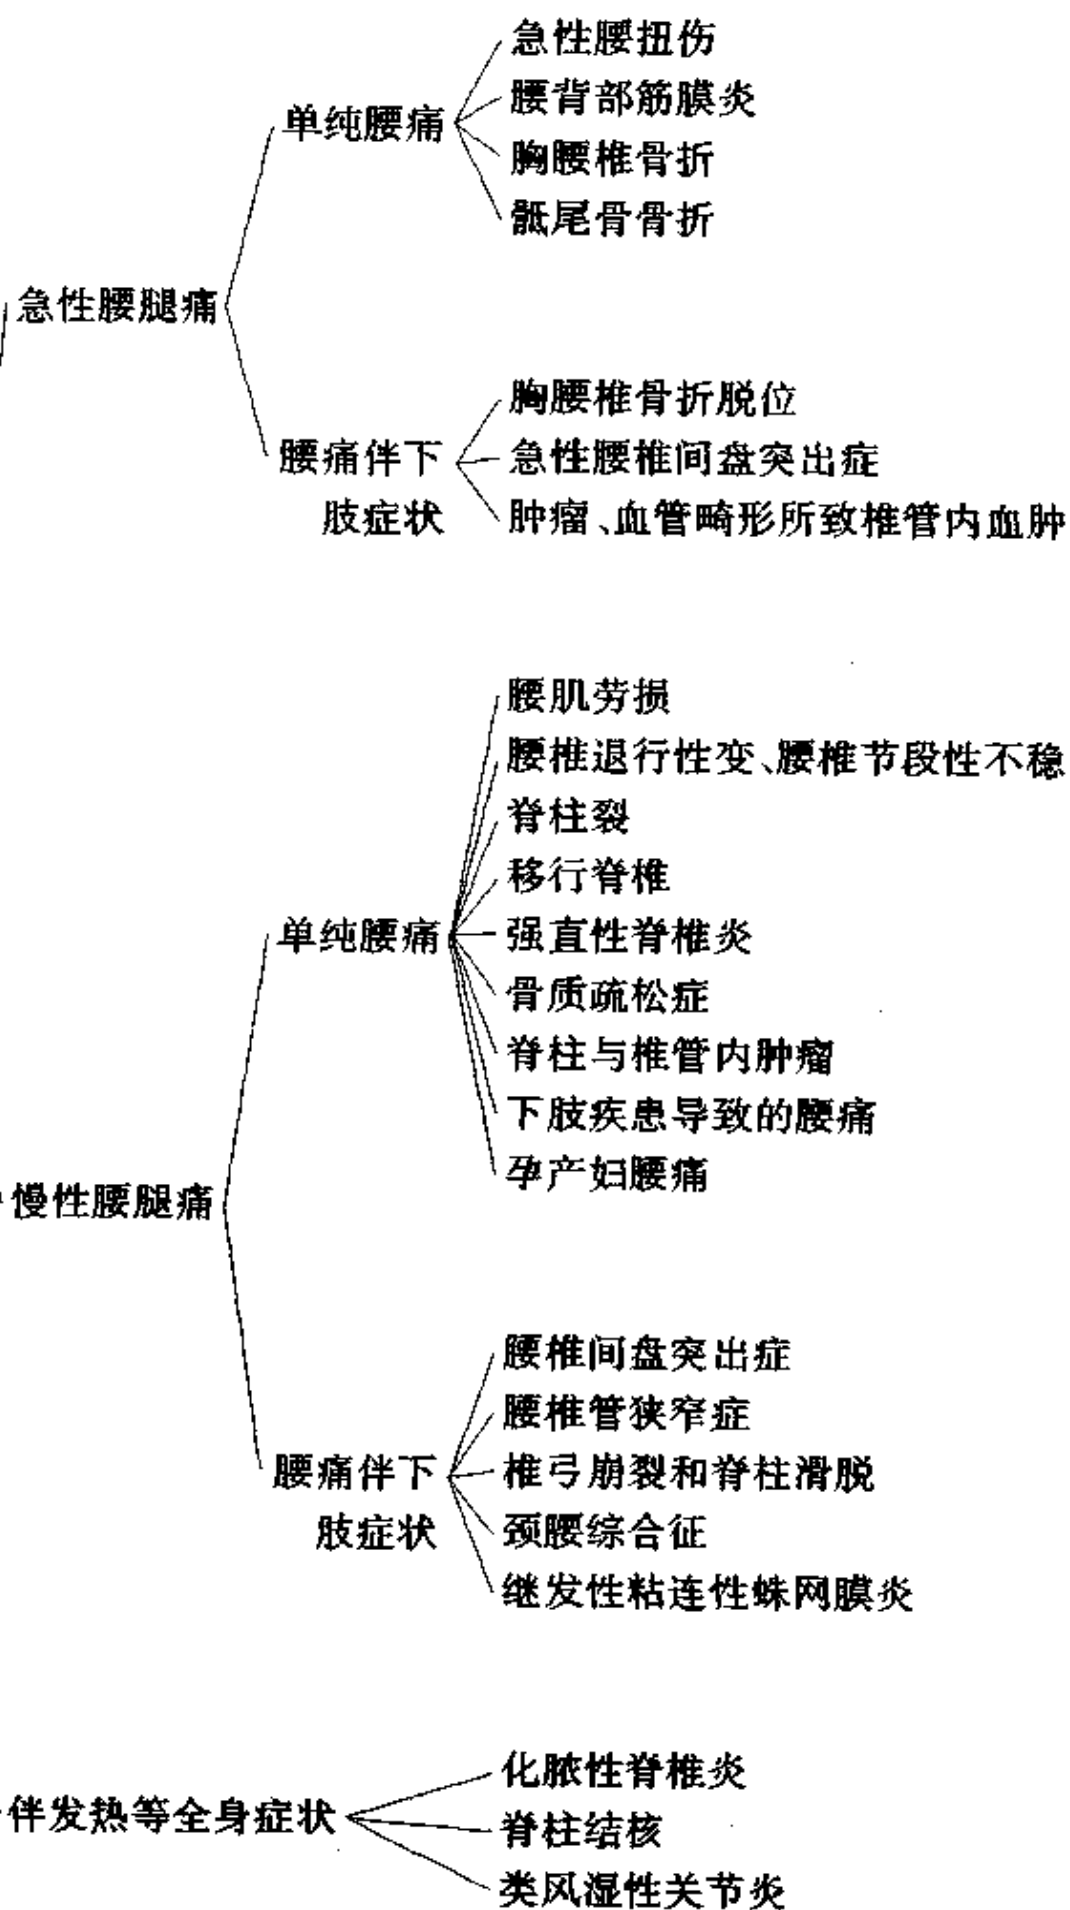 急性腰腿痛
单纯腰痛
急性腰扭伤
腰背部筋膜炎
胸腰椎骨折
骶尾骨骨折
腰痛伴下
肢症状
胸腰椎骨折脱位
急性腰椎间盘突出症
肿瘤、血管畸形所致椎管内血肿
慢性腰腿痛
单纯腰痛
腰肌劳损
腰椎退行性变、腰椎节段性不稳
脊柱裂
移行脊椎
强直性脊椎炎
骨质疏松症
脊柱与椎管内肿瘤
下肢疾患导致的腰痛
孕产妇腰痛
腰痛伴下
肢症状
腰椎间盘突出症
腰椎管狭窄症
椎弓崩裂和脊柱滑脱
颈腰综合征
继发性粘连性蛛网膜炎
伴发热等全身症状
化脓性脊椎炎
脊柱结核
类风湿性关节炎